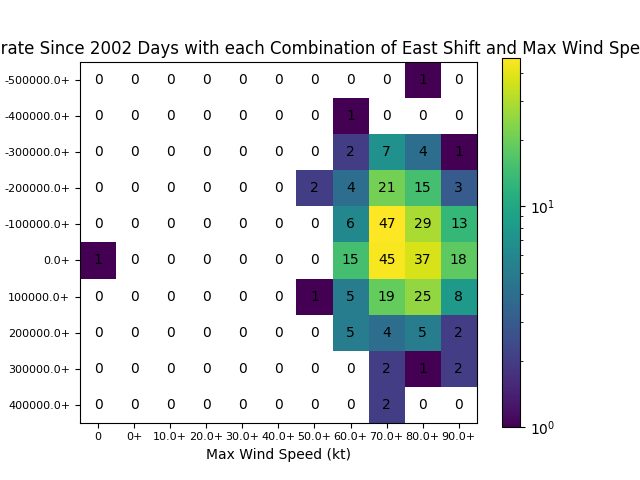 rate Since 2002 Days with each Combination of East Shift and Max Wind Spe
-500000.0+ 0 0 0 0 0 0 0 0 0 1 0
-400000.0+ 0 0 0 0 0 0 0 1 0 0 0
-300000.0+ 0 0 0 0 0 0 0 2 7 4 1
-200000.0+ 0 0 0 0 0 0 2 4 21 15 3
-100000.0+ 0 0 0 0 0 0 0 6 47 29 13
0.0+ 1 0 0 0 0 0 0 15 45 37 18
100000.0+ 0 0 0 0 0 0 1 5 19 25 8
200000.0+ 0 0 0 0 0 0 0 5 4 5 2
300000.0+ 0 0 0 0 0 0 0 0 2 1 2
400000.0+ 0 0 0 0 0 0 0 0 2 0 0
0 0+ 10.0+ 20.0+ 30.0+ 40.0+ 50.0+ 60.0+ 70.0+ 80.0+ 90.0+
Max Wind Speed (kt)
10¹
10⁰